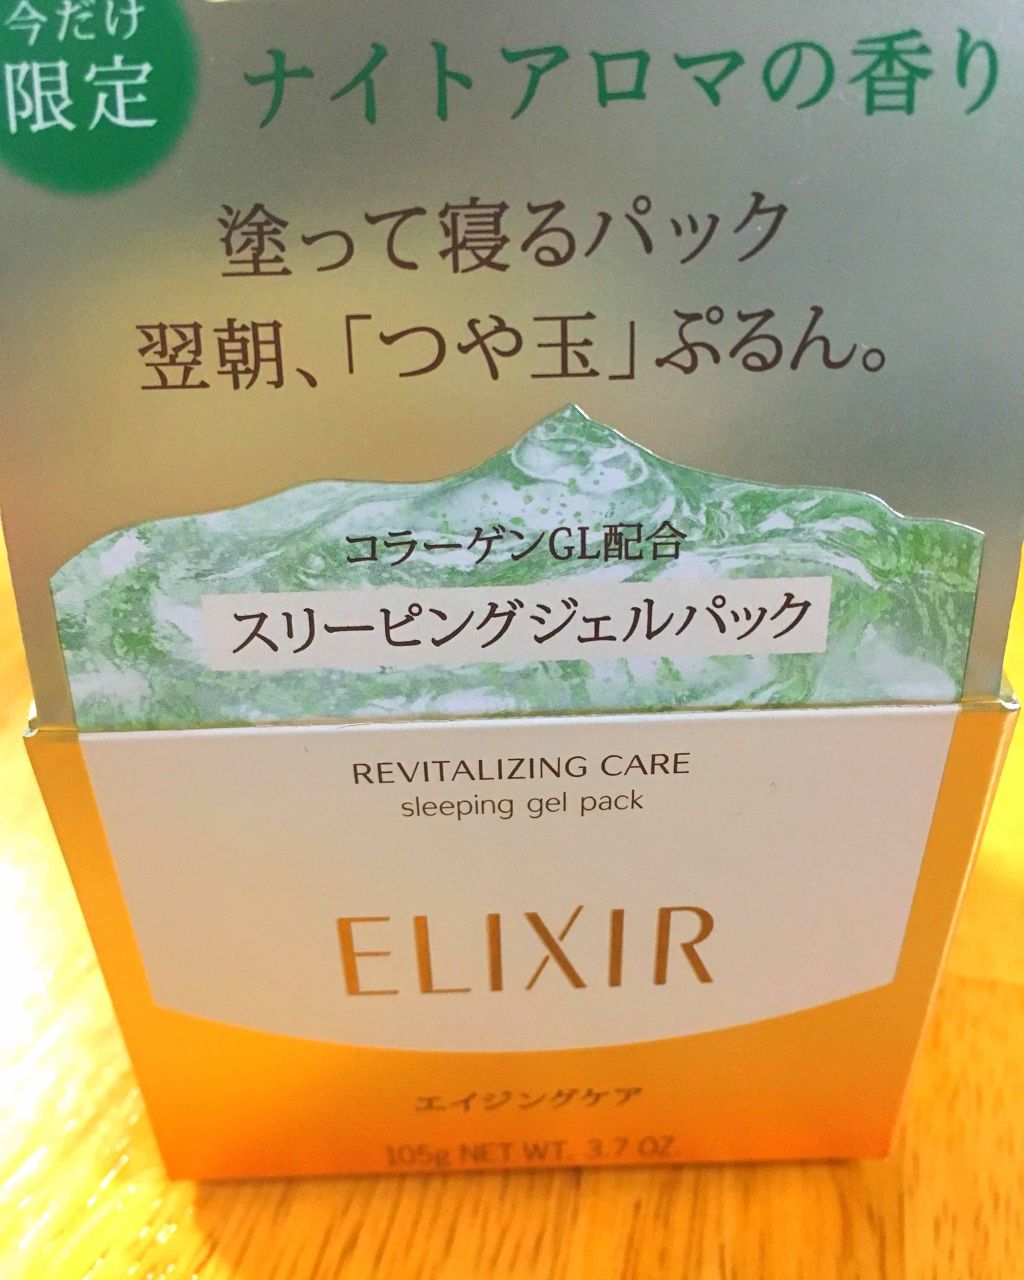 今だけ
限定
ナイトアロマの香り
塗って寝るパック
翌朝、「つや玉」ぷるん。
コラーゲンGL配合
スリーピングジェルパック
REVITALIZING CARE
sleeping gel pack
ELIXIR
エイジングケア
105g NET WT. 3.7 OZ.